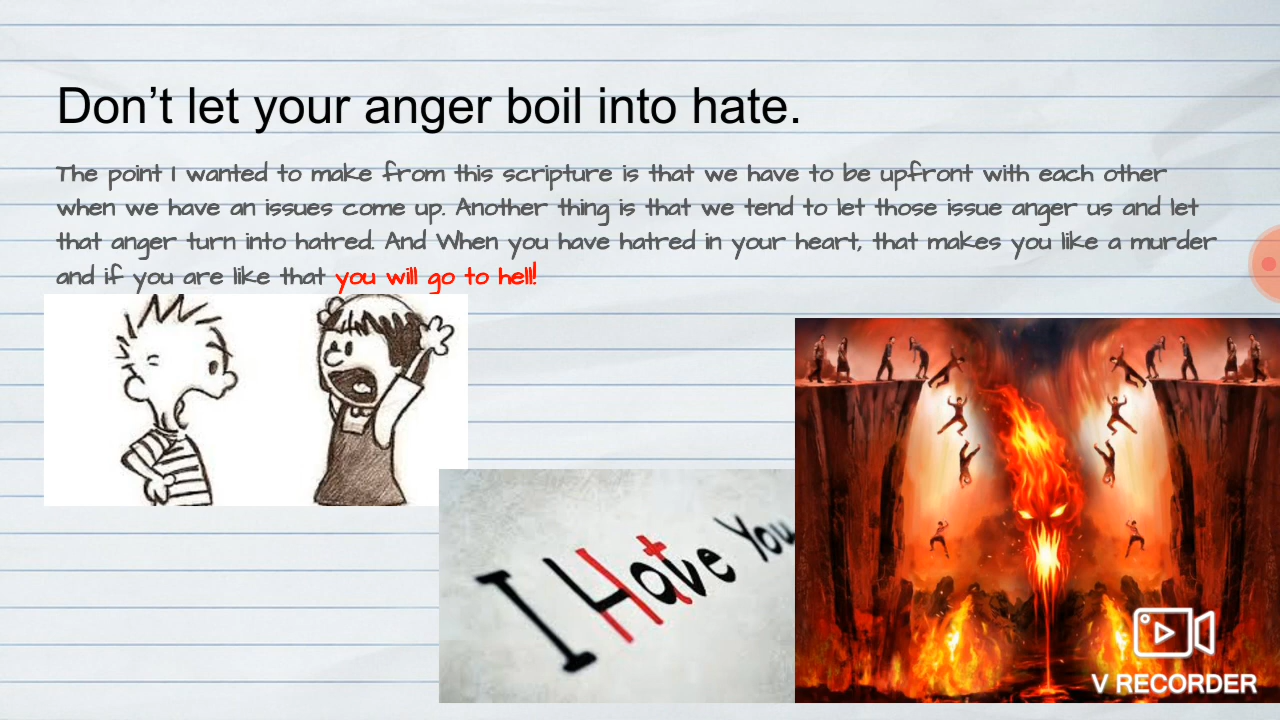 Don't let your anger boil into hate.
The point I wanted to make from this scripture is that we have to be upfront with each other
when we have an issues come up. Another thing is that we tend to let those issue anger us and let
that anger turn into hatred. And When you have hatred in your heart, that makes you like a murder
and if you are like that you will go to hell!
I Hate You
V RECORDER